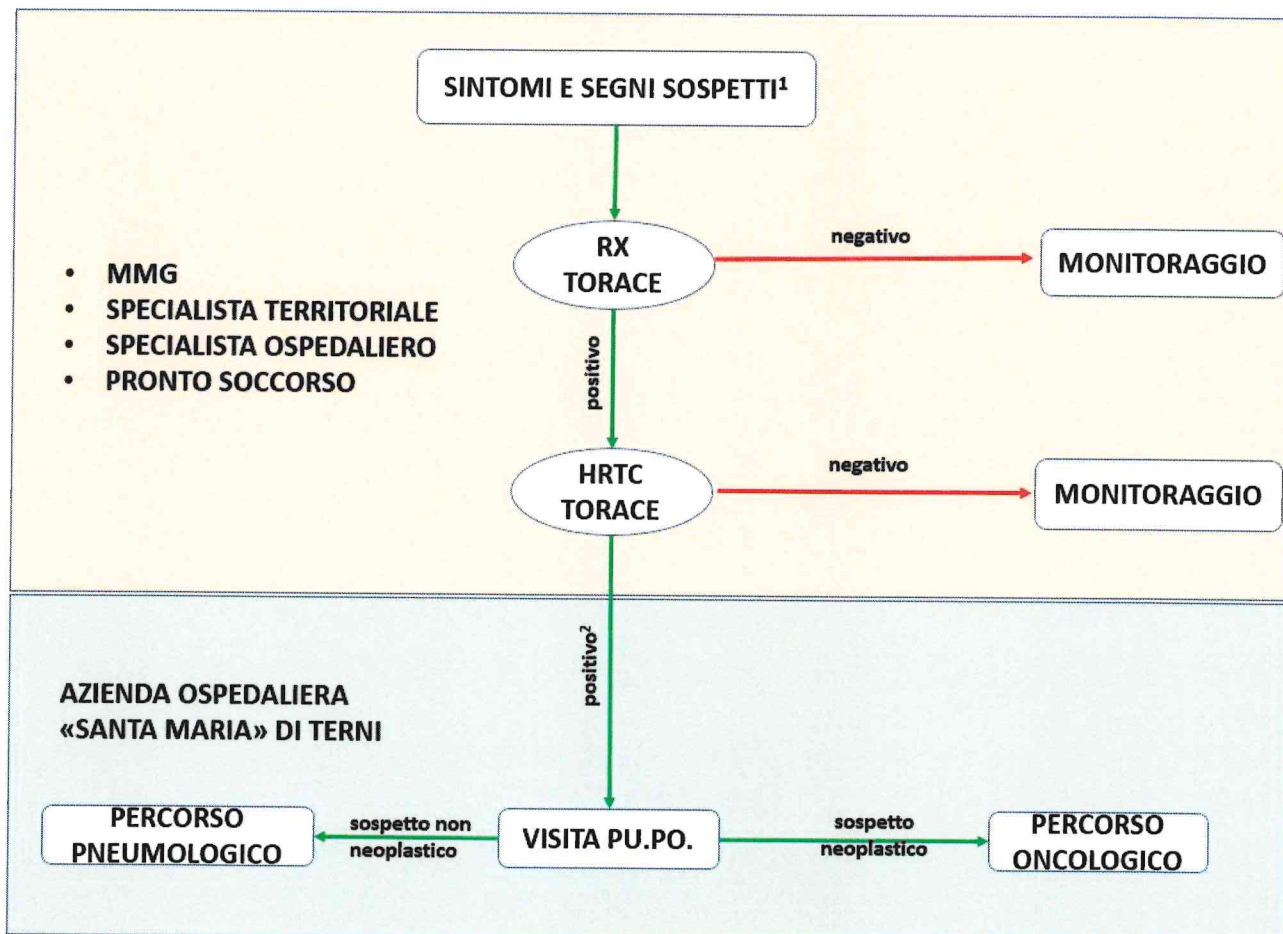 SINTOMI E SEGNI SOSPETTI¹
RX
TORACE
negativo
MONITORAGGIO
• MMG
• SPECIALISTA TERRITORIALE
• SPECIALISTA OSPEDALIERO
• PRONTO SOCCORSO
positivo
HRTC
TORACE
negativo
MONITORAGGIO
positivo²
AZIENDA OSPEDALIERA
«SANTA MARIA» DI TERNI
PERCORSO
PNEUMOLOGICO
sospetto non
neoplastico
VISITA PU.PO.
sospetto
neoplastico
PERCORSO
ONCOLOGICO